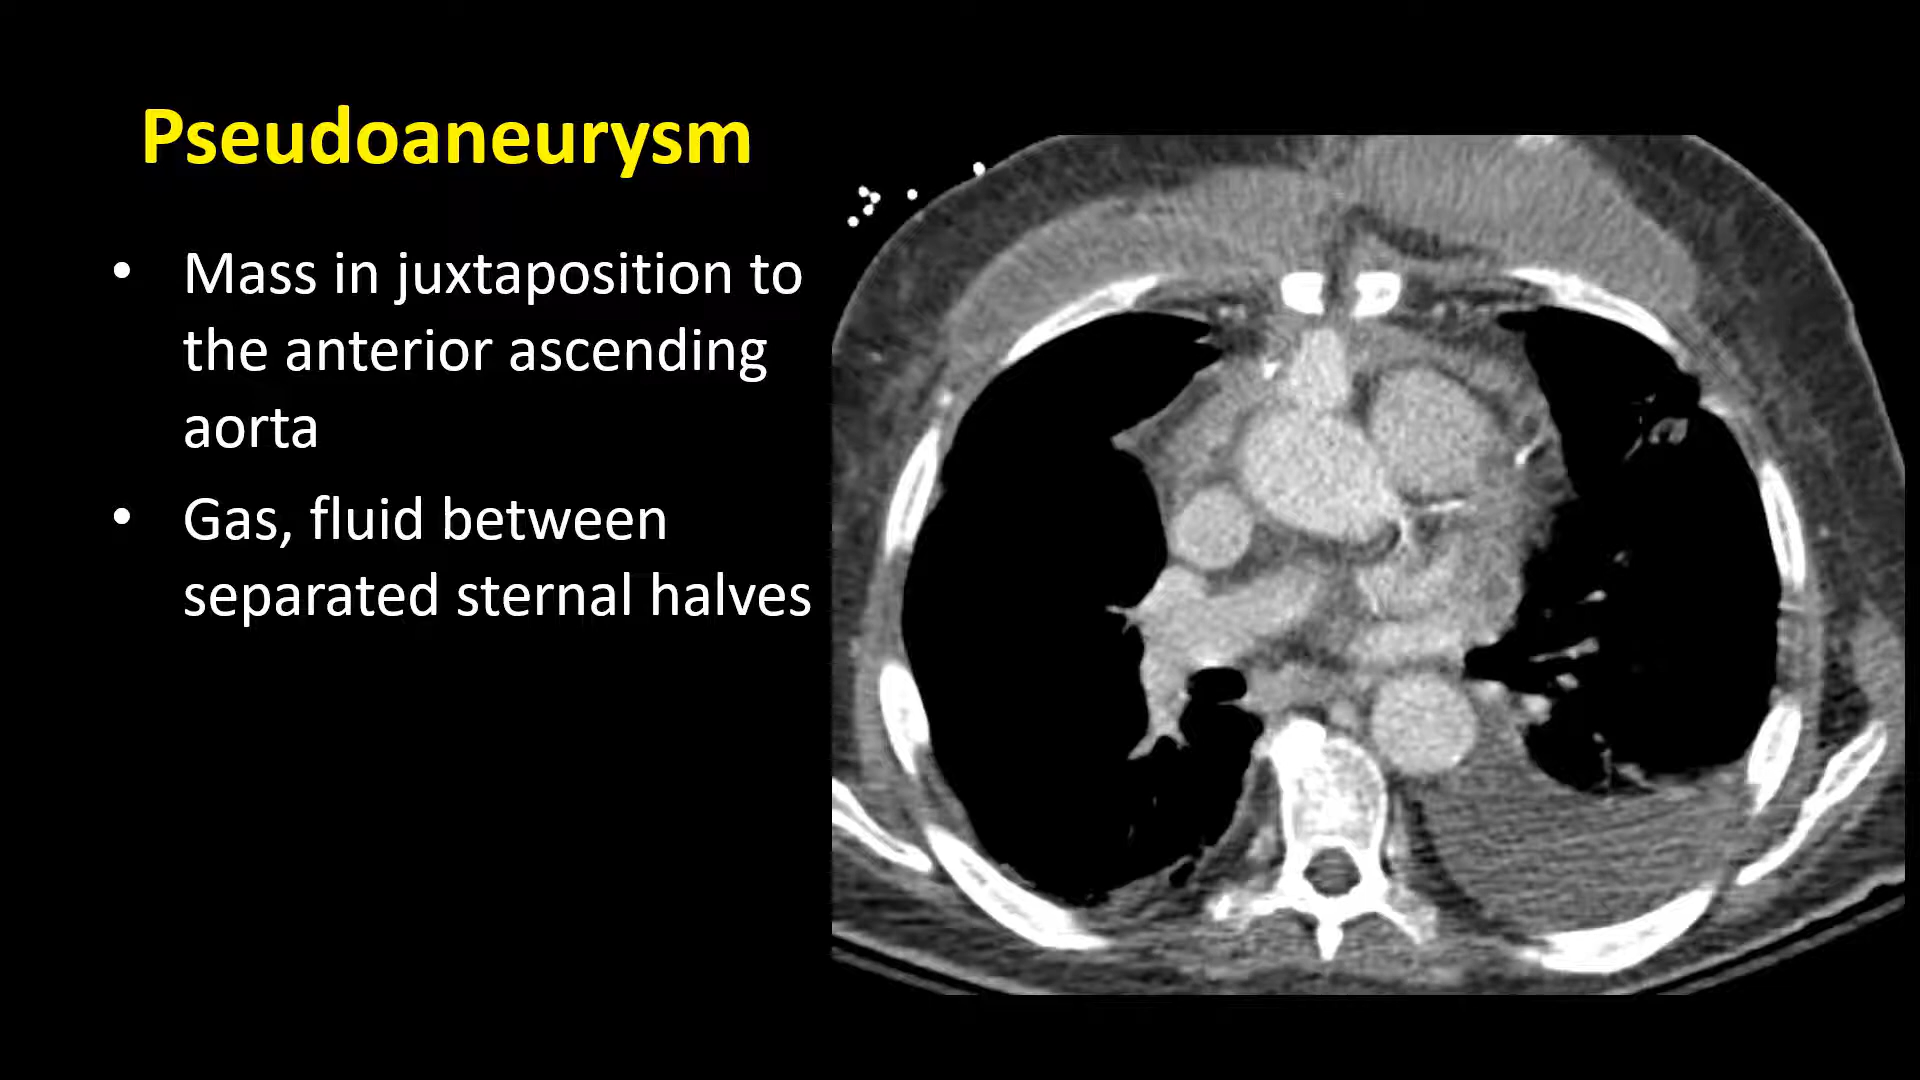 Pseudoaneurysm
• Mass in juxtaposition to
the anterior ascending
aorta
• Gas, fluid between
separated sternal halves